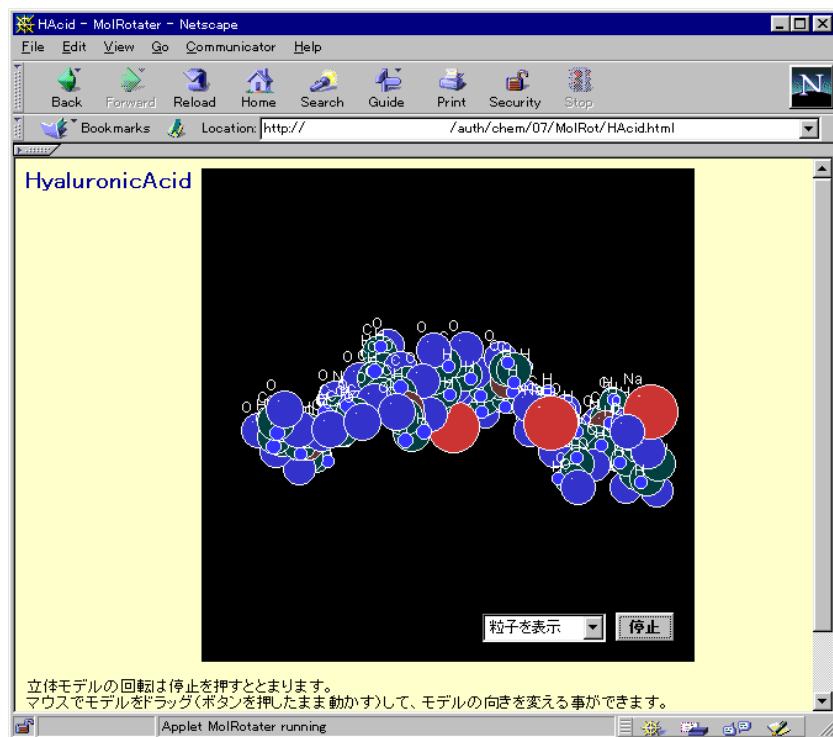 HAcid - MolRotater - Netscape
File Edit View Go Communicator Help
Back Forward Reload Home Search Guide Print Security Stop
N
Bookmarks Location: http:// /auth/chem/07/MolRot/HAcid.html
HyaluronicAcid
粒子を表示 停止
立体モデルの回転は停止を押すととまります。
マウスでモデルをドラッグ(ボタンを押したまま動かす)して、モデルの向きを変える事ができます。
Applet MolRotater running